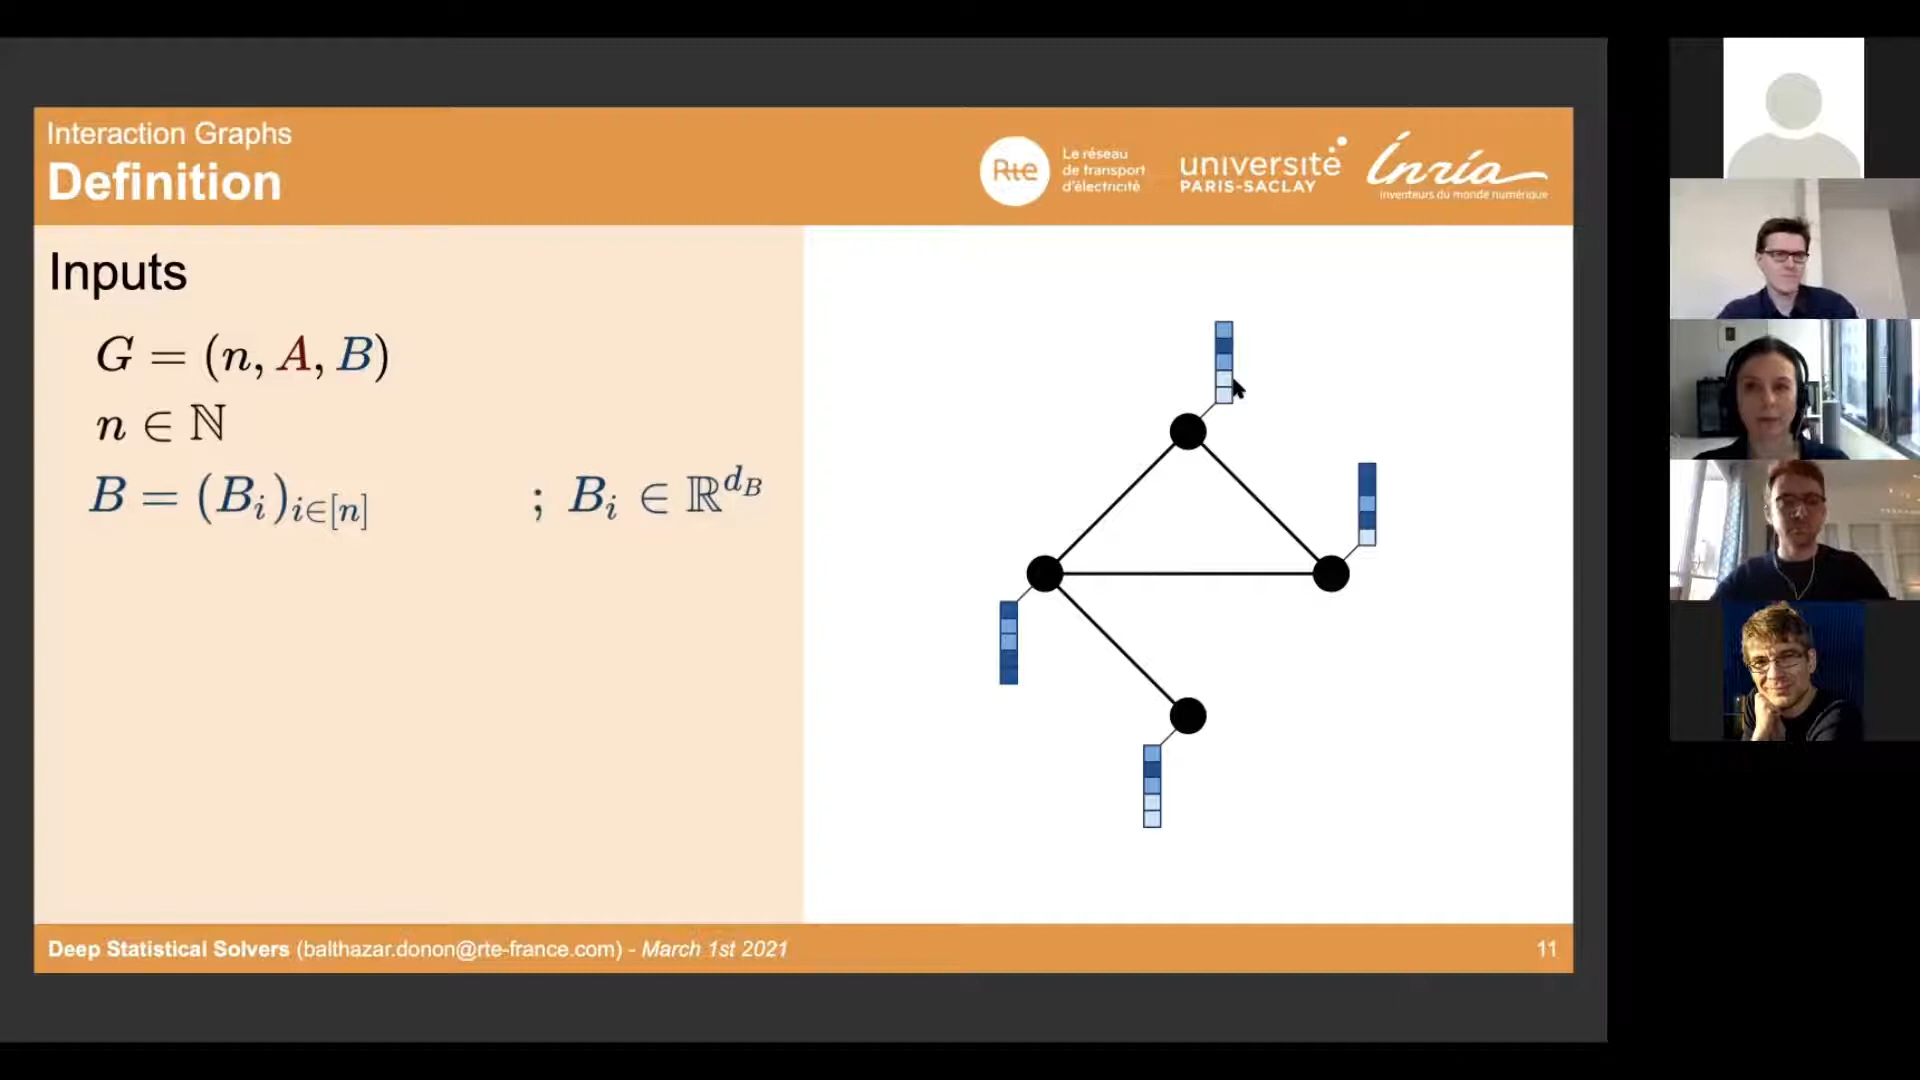 Interaction Graphs
Definition
Rte
Le réseau
de transport
d'électricité
université
PARIS-SACLAY
Inría
inventeurs du monde numérique
Inputs
G = (n, A, B)
n ∈ ℕ
B = (B_i)_{i∈[n]} ; B_i ∈ ℝ^{d_B}
Deep Statistical Solvers (balthazar.donon@rte-france.com) - March 1st 2021
11